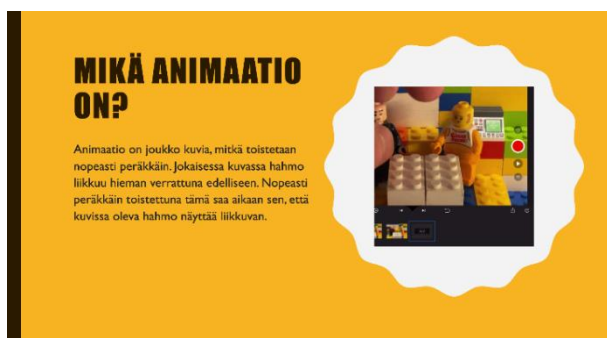 MIKÄ ANIMAATIO
ON?
Animaatio on joukko kuvia, mitkä toistetaan
nopeasti peräkkäin. Jokaisessa kuvassa hahmo
liikkuu hieman verrattuna edelliseen. Nopeasti
peräkkäin toistettuna tämä saa aikaan sen, että
kuvissa oleva hahmo näyttää liikkuvan.